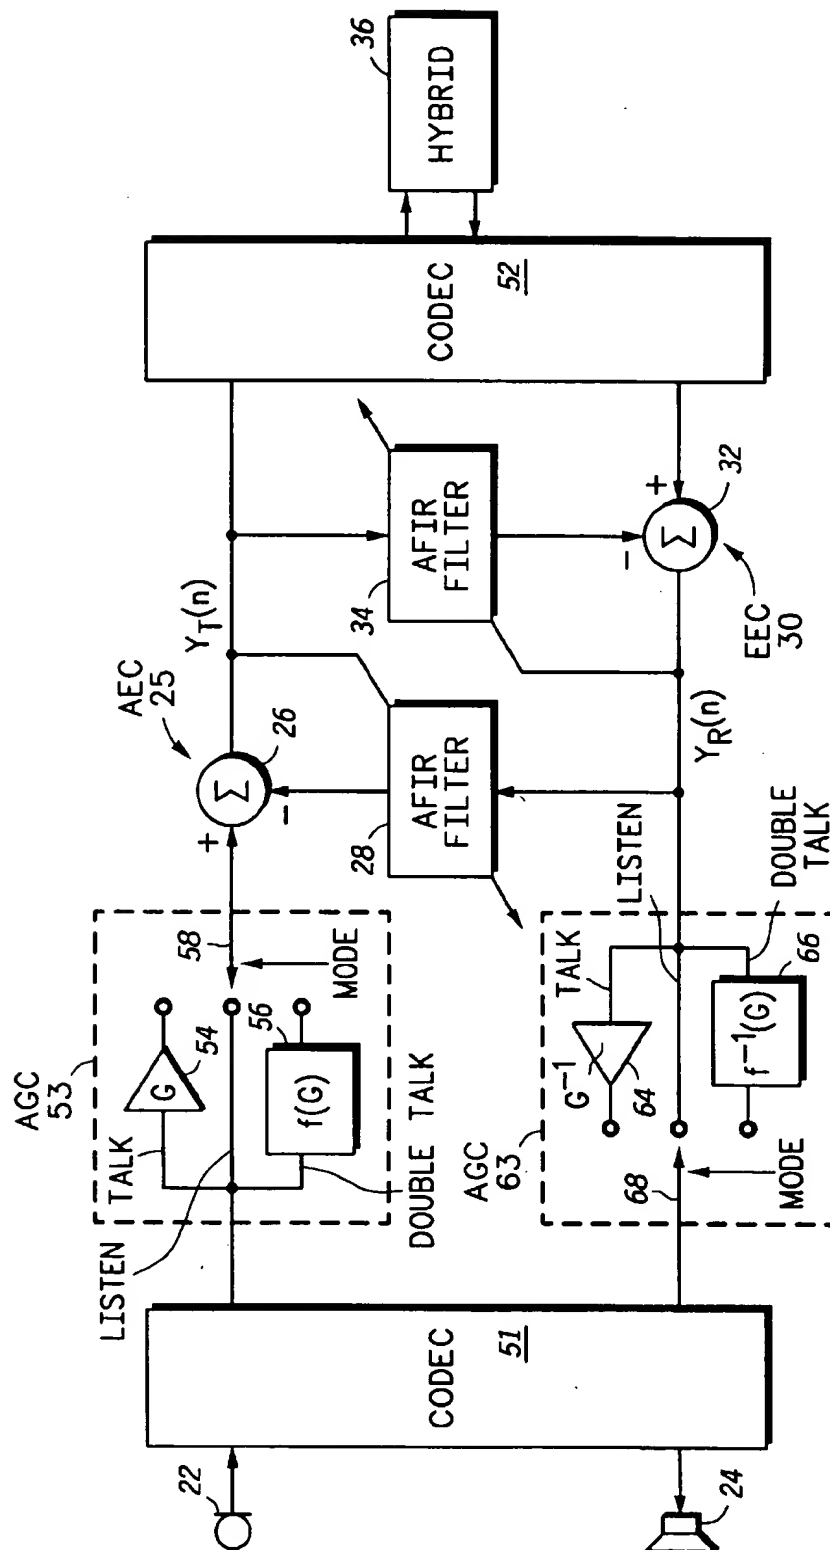 22
24
CODEC
51
LISTEN
AGC
53
TALK
G
54
f(G)
56
DOUBLE TALK
58
MODE
AGC
63
TALK
G⁻¹
64
LISTEN
f⁻¹(G)
66
DOUBLE
TALK
68
MODE
AEC
25
+
-
Σ
26
Y_T(n)
AFIR
FILTER
28
AFIR
FILTER
34
Y_R(n)
+
-
Σ
32
EEC
30
CODEC
52
HYBRID
36